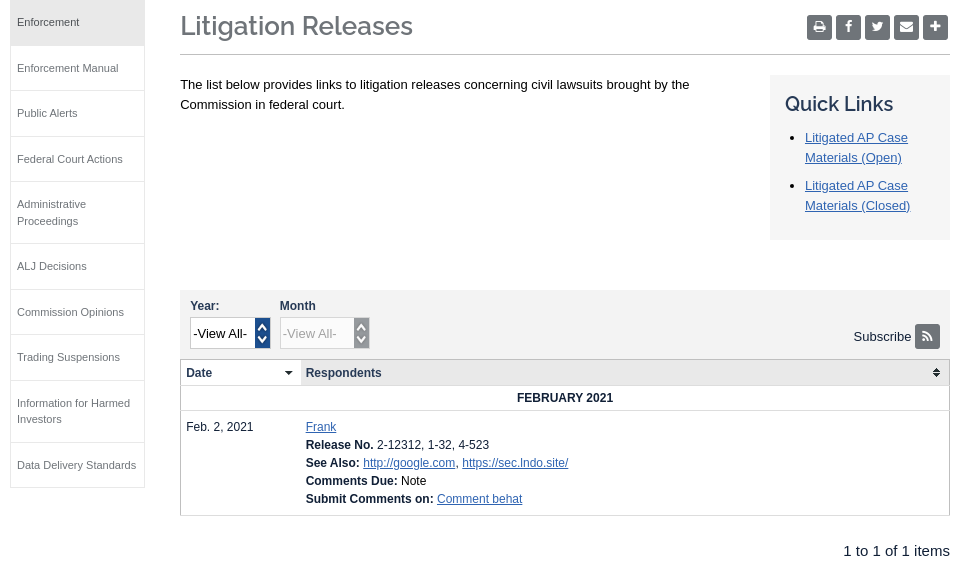 Enforcement
Enforcement Manual
Public Alerts
Federal Court Actions
Administrative
Proceedings
ALJ Decisions
Commission Opinions
Trading Suspensions
Information for Harmed
Investors
Data Delivery Standards
Litigation Releases
The list below provides links to litigation releases concerning civil lawsuits brought by the
Commission in federal court.
Quick Links
Litigated AP Case
Materials (Open)
Litigated AP Case
Materials (Closed)
Year: Month
-View All- -View All-
Subscribe
Date Respondents
FEBRUARY 2021
Feb. 2, 2021 Frank
Release No. 2-12312, 1-32, 4-523
See Also: http://google.com, https://sec.lndo.site/
Comments Due: Note
Submit Comments on: Comment behat
1 to 1 of 1 items